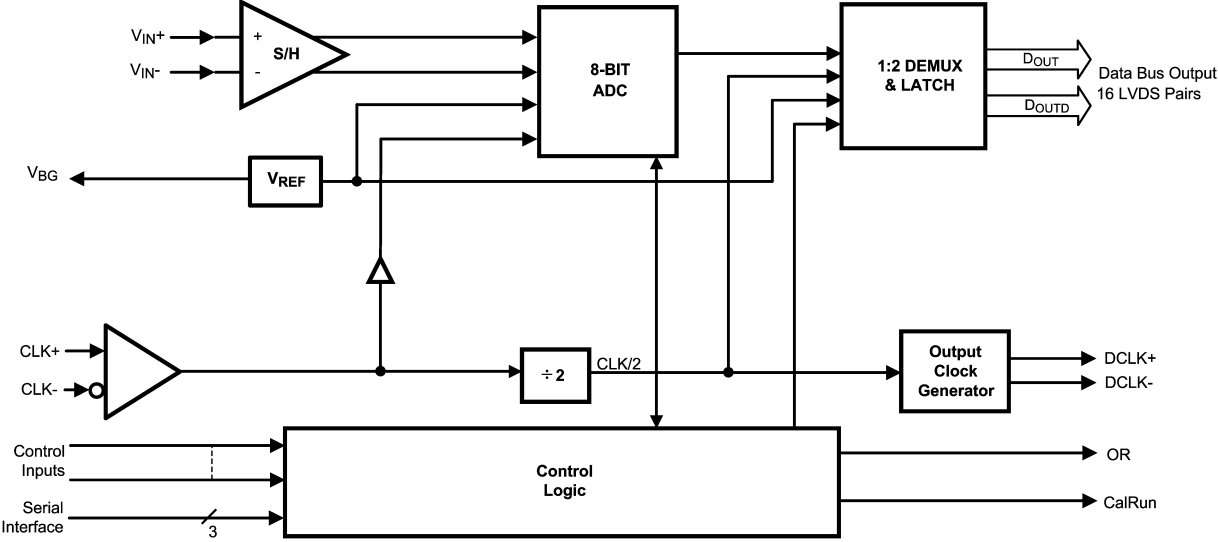 VIN+
VIN-
+
-
S/H
8-BIT
ADC
1:2 DEMUX
& LATCH
DOUT
DOUTD
Data Bus Output
16 LVDS Pairs
VBG
VREF
CLK+
CLK-
÷ 2
CLK/2
Output
Clock
Generator
DCLK+
DCLK-
Control
Inputs
Serial
Interface
3
Control
Logic
OR
CalRun